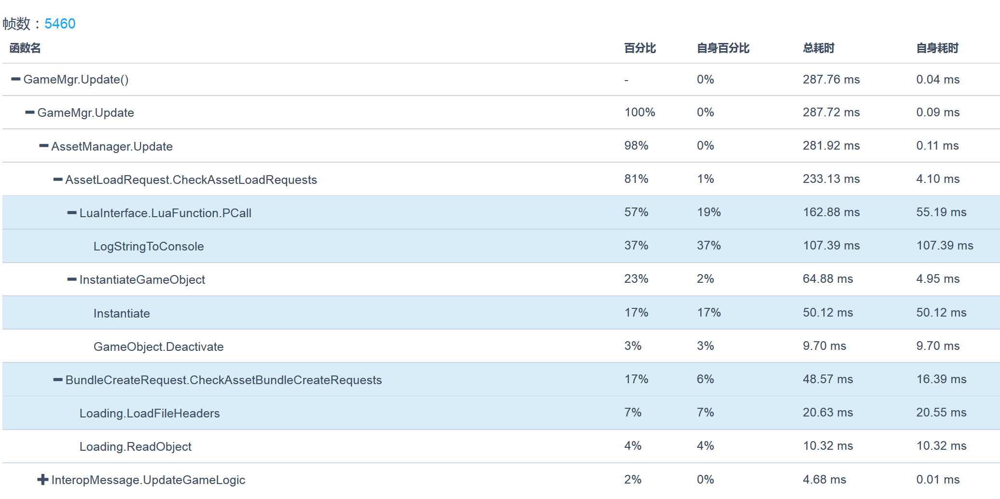 帧数：5460
函数名 百分比 自身百分比 总耗时 自身耗时
GameMgr.Update() - 0% 287.76 ms 0.04 ms
GameMgr.Update 100% 0% 287.72 ms 0.09 ms
AssetManager.Update 98% 0% 281.92 ms 0.11 ms
AssetLoadRequest.CheckAssetLoadRequests 81% 1% 233.13 ms 4.10 ms
LuaInterface.LuaFunction.PCall 57% 19% 162.88 ms 55.19 ms
LogStringToConsole 37% 37% 107.39 ms 107.39 ms
InstantiateGameObject 23% 2% 64.88 ms 4.95 ms
Instantiate 17% 17% 50.12 ms 50.12 ms
GameObject.Deactivate 3% 3% 9.70 ms 9.70 ms
BundleCreateRequest.CheckAssetBundleCreateRequests 17% 6% 48.57 ms 16.39 ms
Loading.LoadFileHeaders 7% 7% 20.63 ms 20.55 ms
Loading.ReadObject 4% 4% 10.32 ms 10.32 ms
InteropMessage.UpdateGameLogic 2% 0% 4.68 ms 0.01 ms